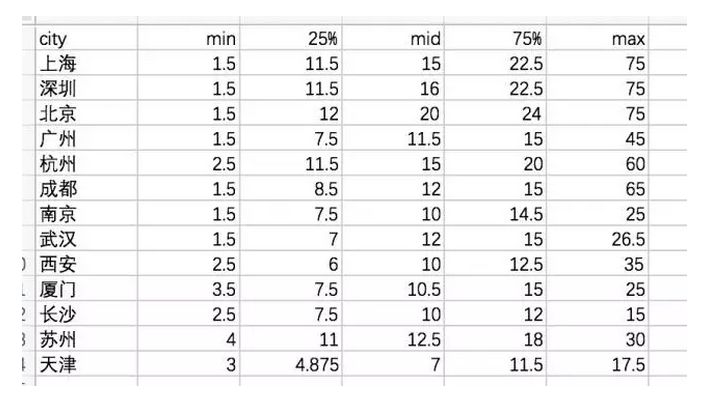 city min 25% mid 75% max
上海 1.5 11.5 15 22.5 75
深圳 1.5 11.5 16 22.5 75
北京 1.5 12 20 24 75
广州 1.5 7.5 11.5 15 45
杭州 2.5 11.5 15 20 60
成都 1.5 8.5 12 15 65
南京 1.5 7.5 10 14.5 25
武汉 1.5 7 12 15 26.5
西安 2.5 6 10 12.5 35
厦门 3.5 7.5 10.5 15 25
长沙 2.5 7.5 10 12 15
苏州 4 11 12.5 18 30
天津 3 4.875 7 11.5 17.5